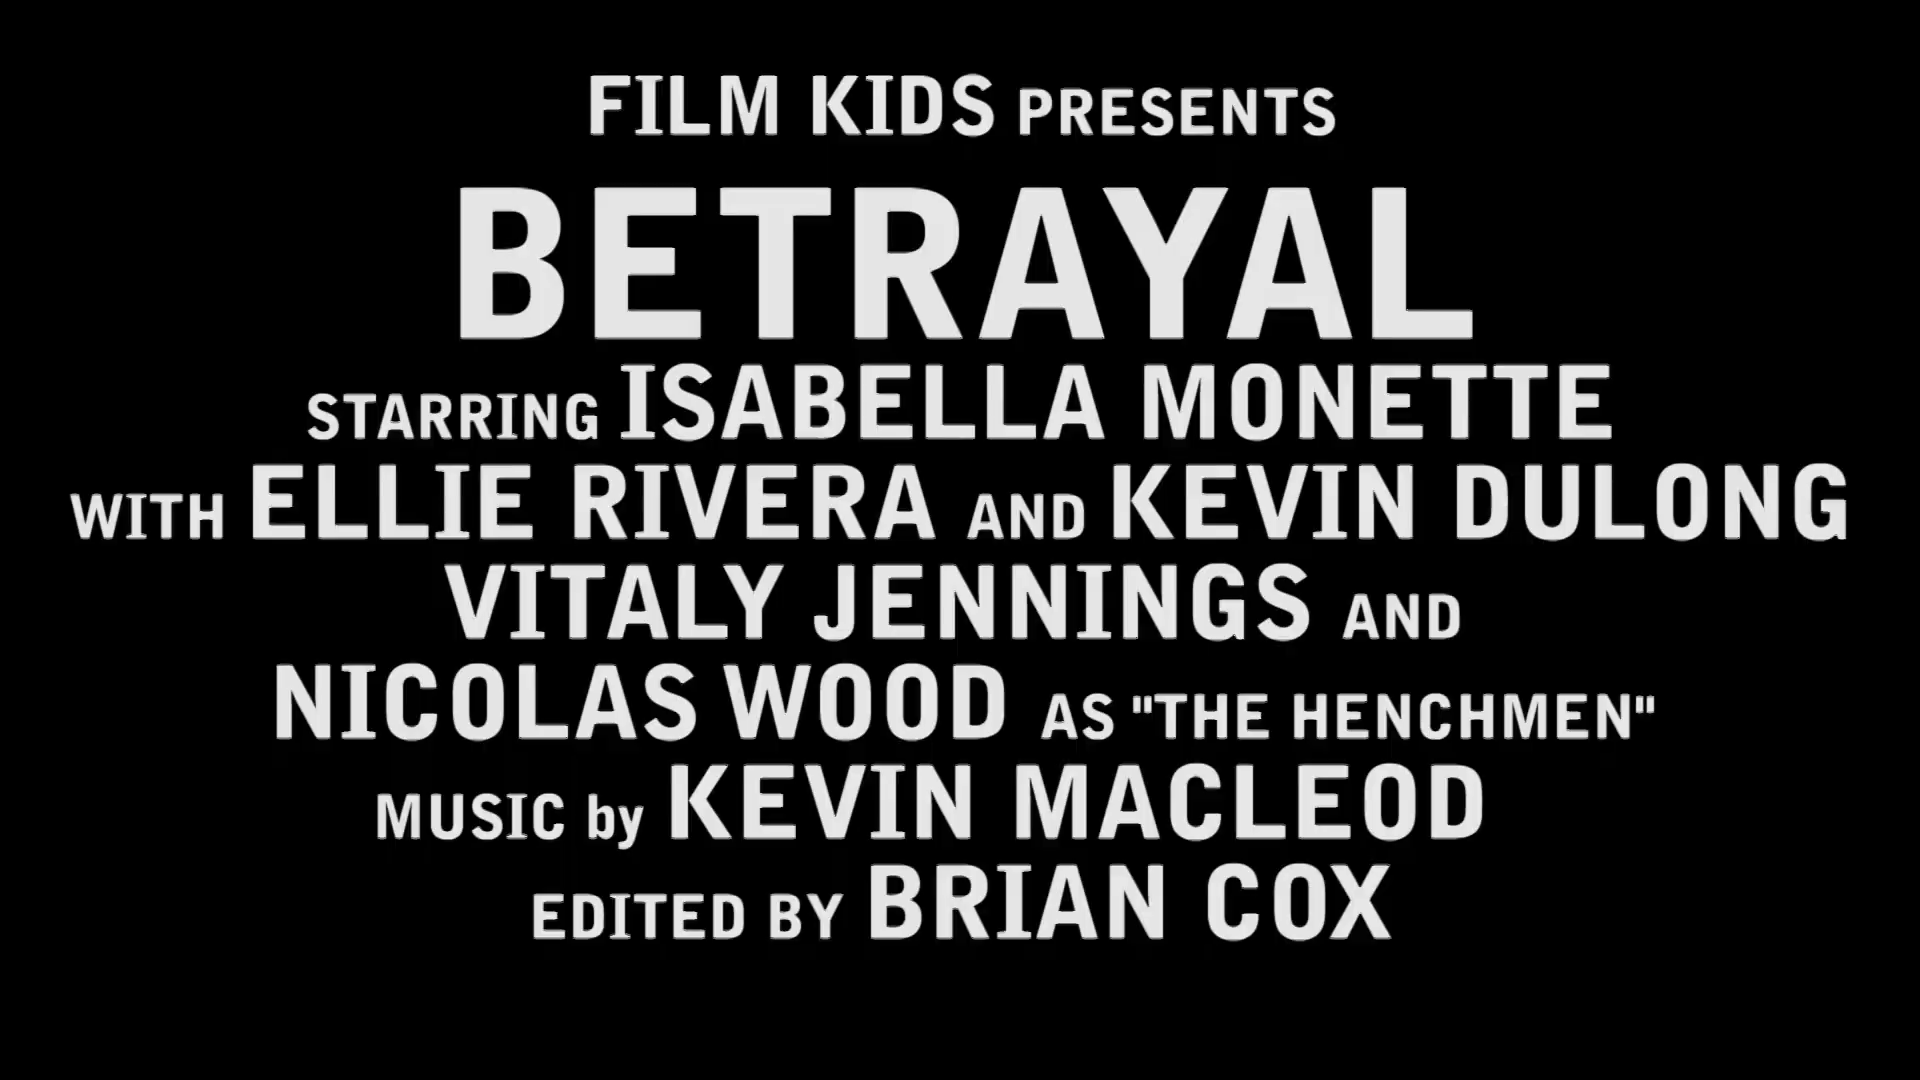 FILM KIDS PRESENTS
BETRAYAL
STARRING ISABELLA MONETTE
WITH ELLIE RIVERA AND KEVIN DULONG
VITALY JENNINGS AND
NICOLAS WOOD AS "THE HENCHMEN"
MUSIC by KEVIN MACLEOD
EDITED BY BRIAN COX